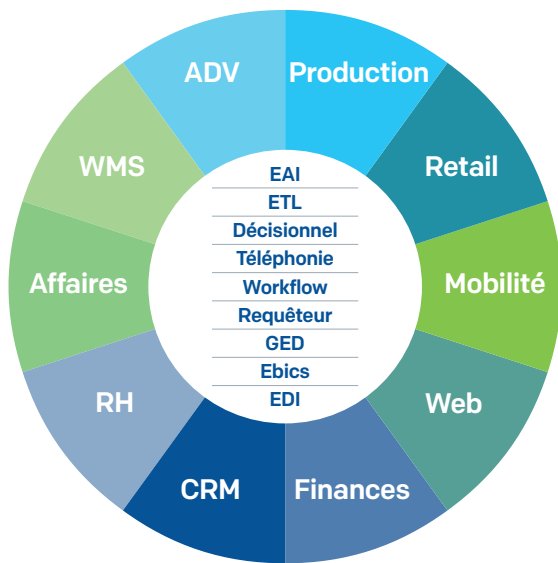 ADV
Production
WMS
Retail
EAI
ETL
Décisionnel
Téléphonie
Workflow
Requêteur
GED
Ebics
EDI
Affaires
Mobilité
RH
Web
CRM
Finances